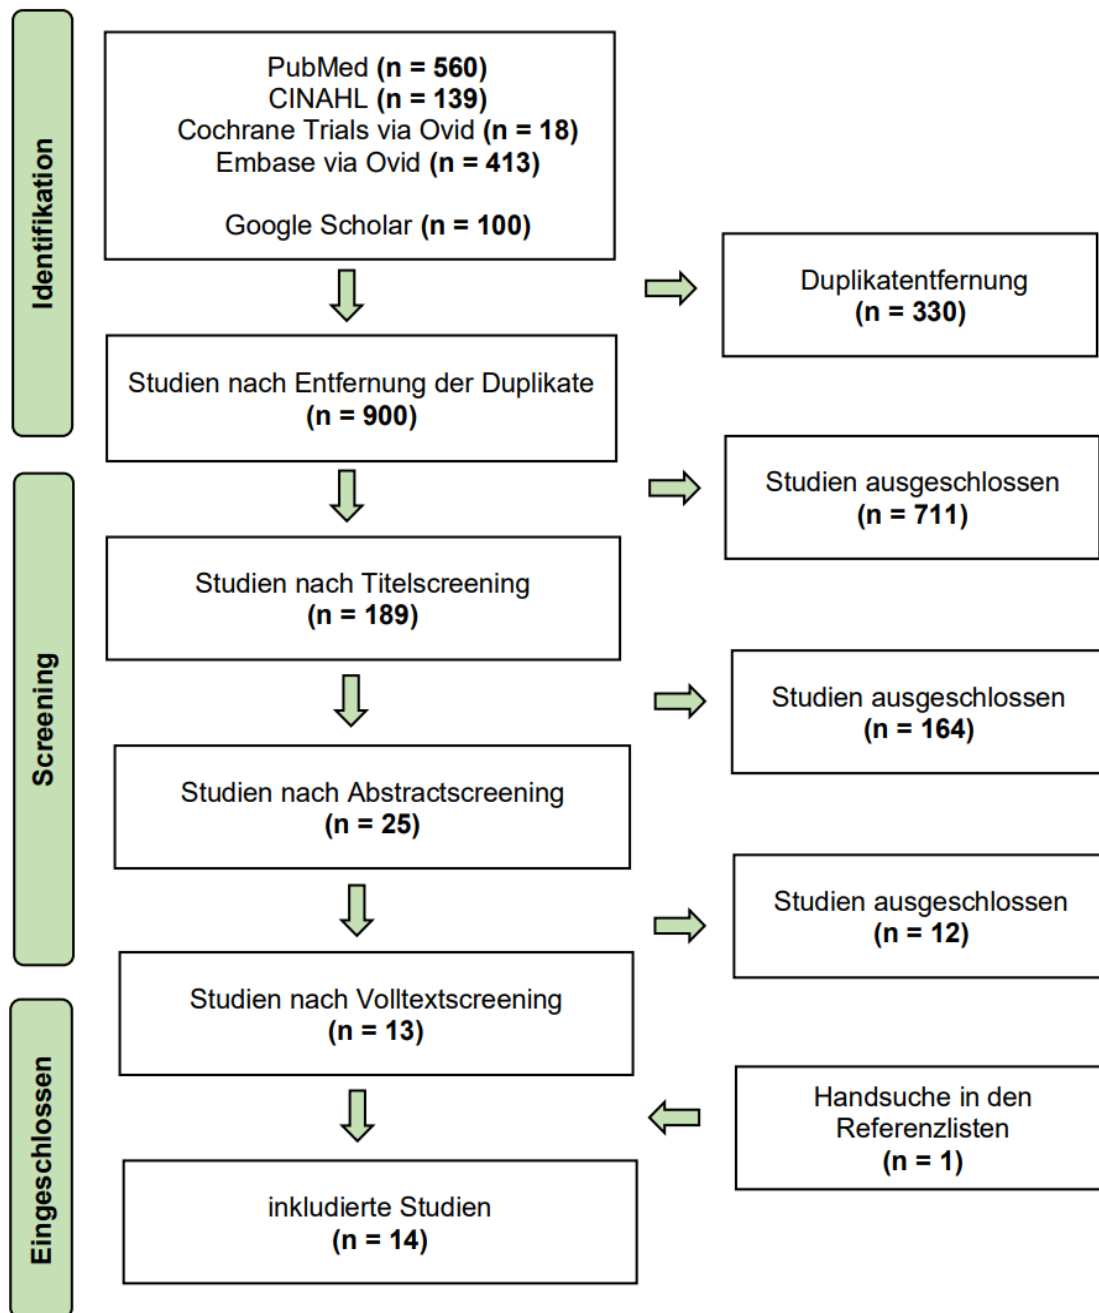 Identifikation
PubMed (n = 560)
CINAHL (n = 139)
Cochrane Trials via Ovid (n = 18)
Embase via Ovid (n = 413)
Google Scholar (n = 100)
Duplikatentfernung
(n = 330)
Studien nach Entfernung der Duplikate
(n = 900)
Screening
Studien ausgeschlossen
(n = 711)
Studien nach Titelscreening
(n = 189)
Studien ausgeschlossen
(n = 164)
Studien nach Abstractscreening
(n = 25)
Studien ausgeschlossen
(n = 12)
Studien nach Volltextscreening
(n = 13)
Eingeschlossen
Handsuche in den
Referenzlisten
(n = 1)
inkludierte Studien
(n = 14)